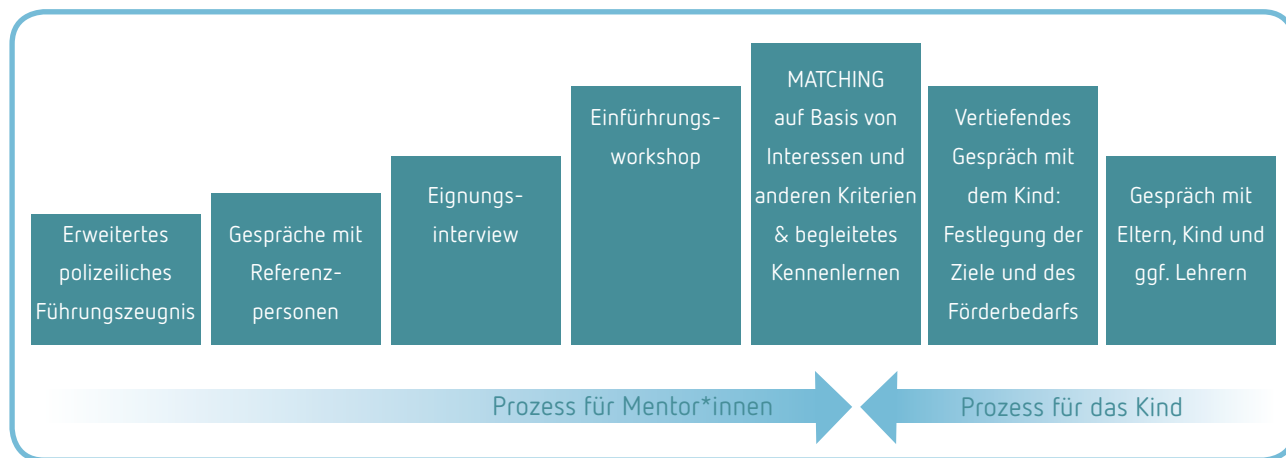 Erweitertes
polizeiliches
Führungszeugnis
Gespräche mit
Referenz-
personen
Eignungs-
interview
Einfürhrungs-
workshop
MATCHING
auf Basis von
Interessen und
anderen Kriterien
& begleitetes
Kennenlernen
Vertiefendes
Gespräch mit
dem Kind:
Festlegung der
Ziele und des
Förderbedarfs
Gespräch mit
Eltern, Kind und
ggf. Lehrern
Prozess für Mentor*innen
Prozess für das Kind